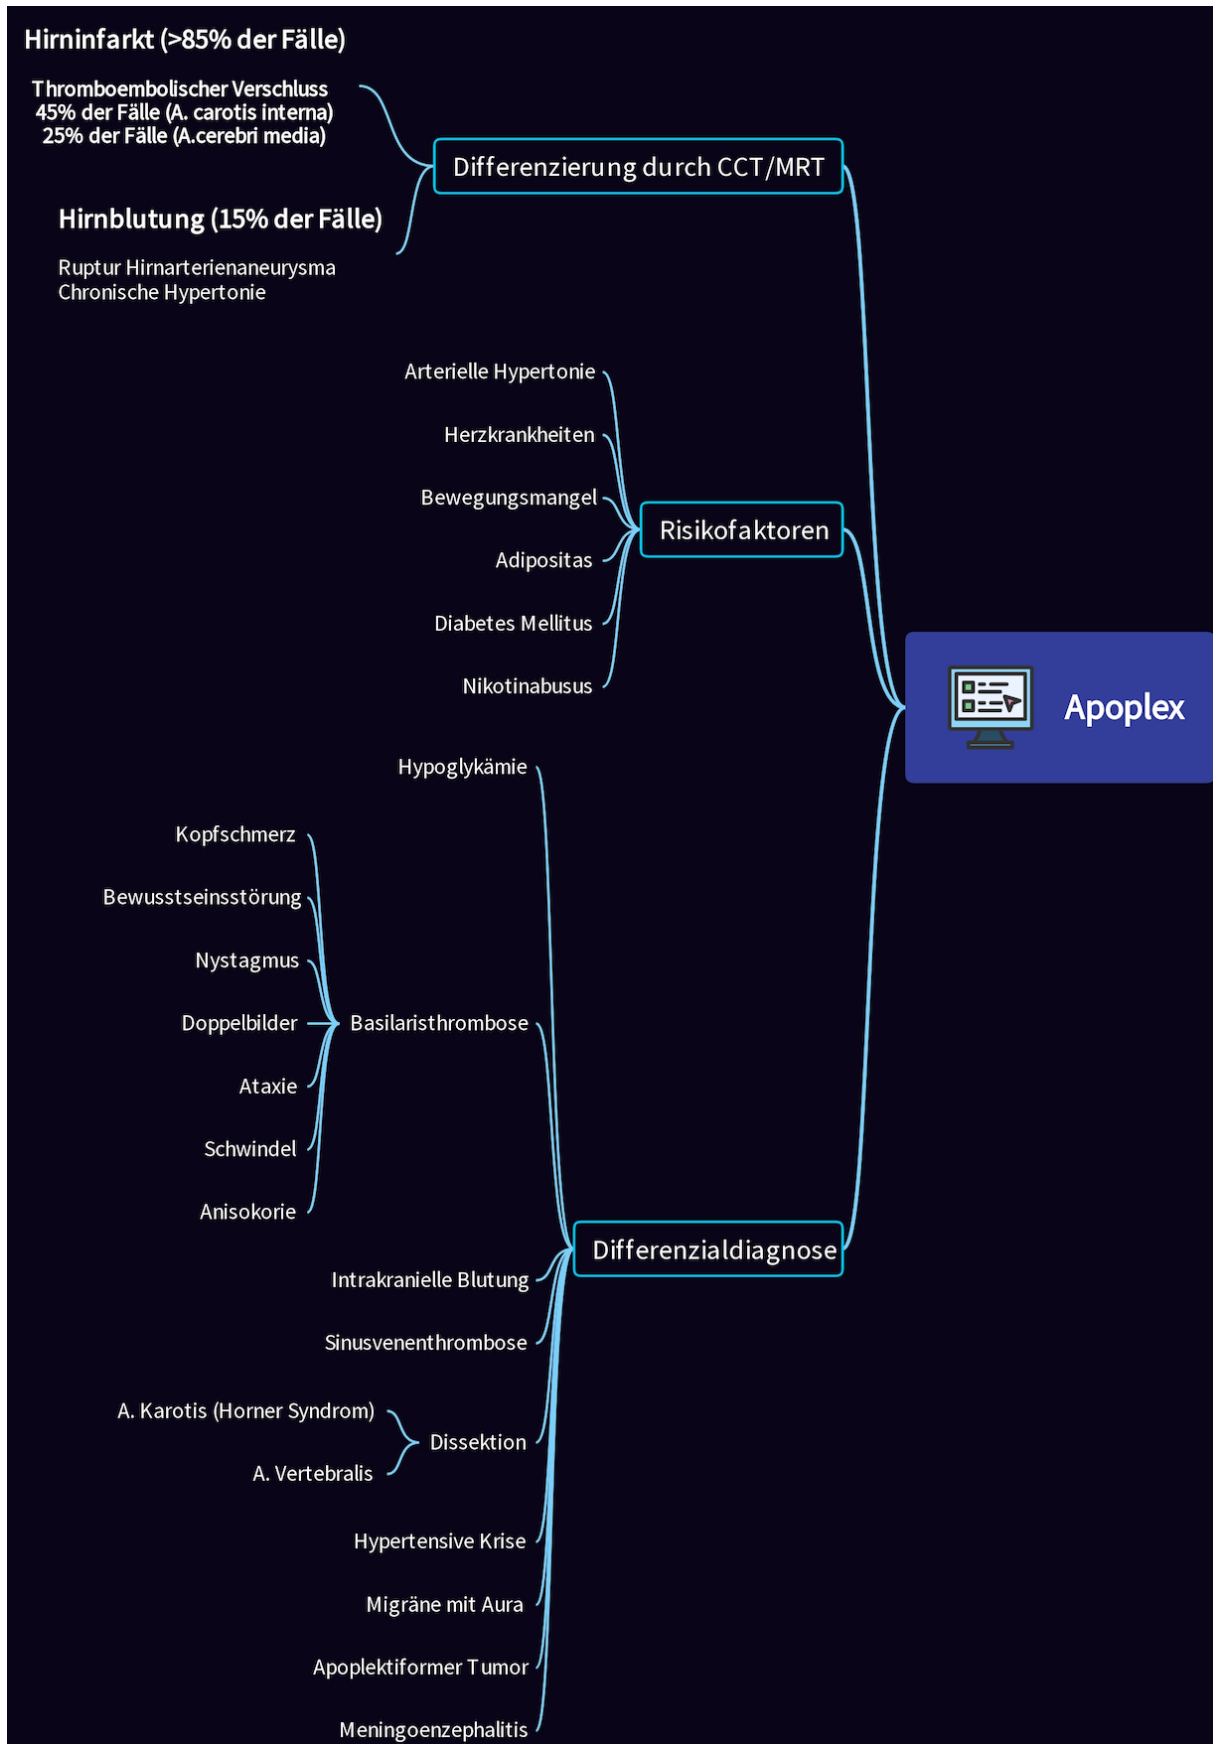 Hirninfarkt (>85% der Fälle)
Thromboembolischer Verschluss
45% der Fälle (A. carotis interna)
25% der Fälle (A.cerebri media)
Differenzierung durch CCT/MRT
Hirnblutung (15% der Fälle)
Ruptur Hirnarterienaneurysma
Chronische Hypertonie
Arterielle Hypertonie
Herzkrankheiten
Bewegungsmangel
Risikofaktoren
Adipositas
Diabetes Mellitus
Nikotinabusus
Apoplex
Hypoglykämie
Kopfschmerz
Bewusstseinsstörung
Nystagmus
Doppelbilder
Basilaristhrombose
Ataxie
Schwindel
Anisokorie
Differenzialdiagnose
Intrakranielle Blutung
Sinusvenenthrombose
A. Karotis (Horner Syndrom)
Dissektion
A. Vertebralis
Hypertensive Krise
Migräne mit Aura
Apoplektiformer Tumor
Meningoenzephalitis